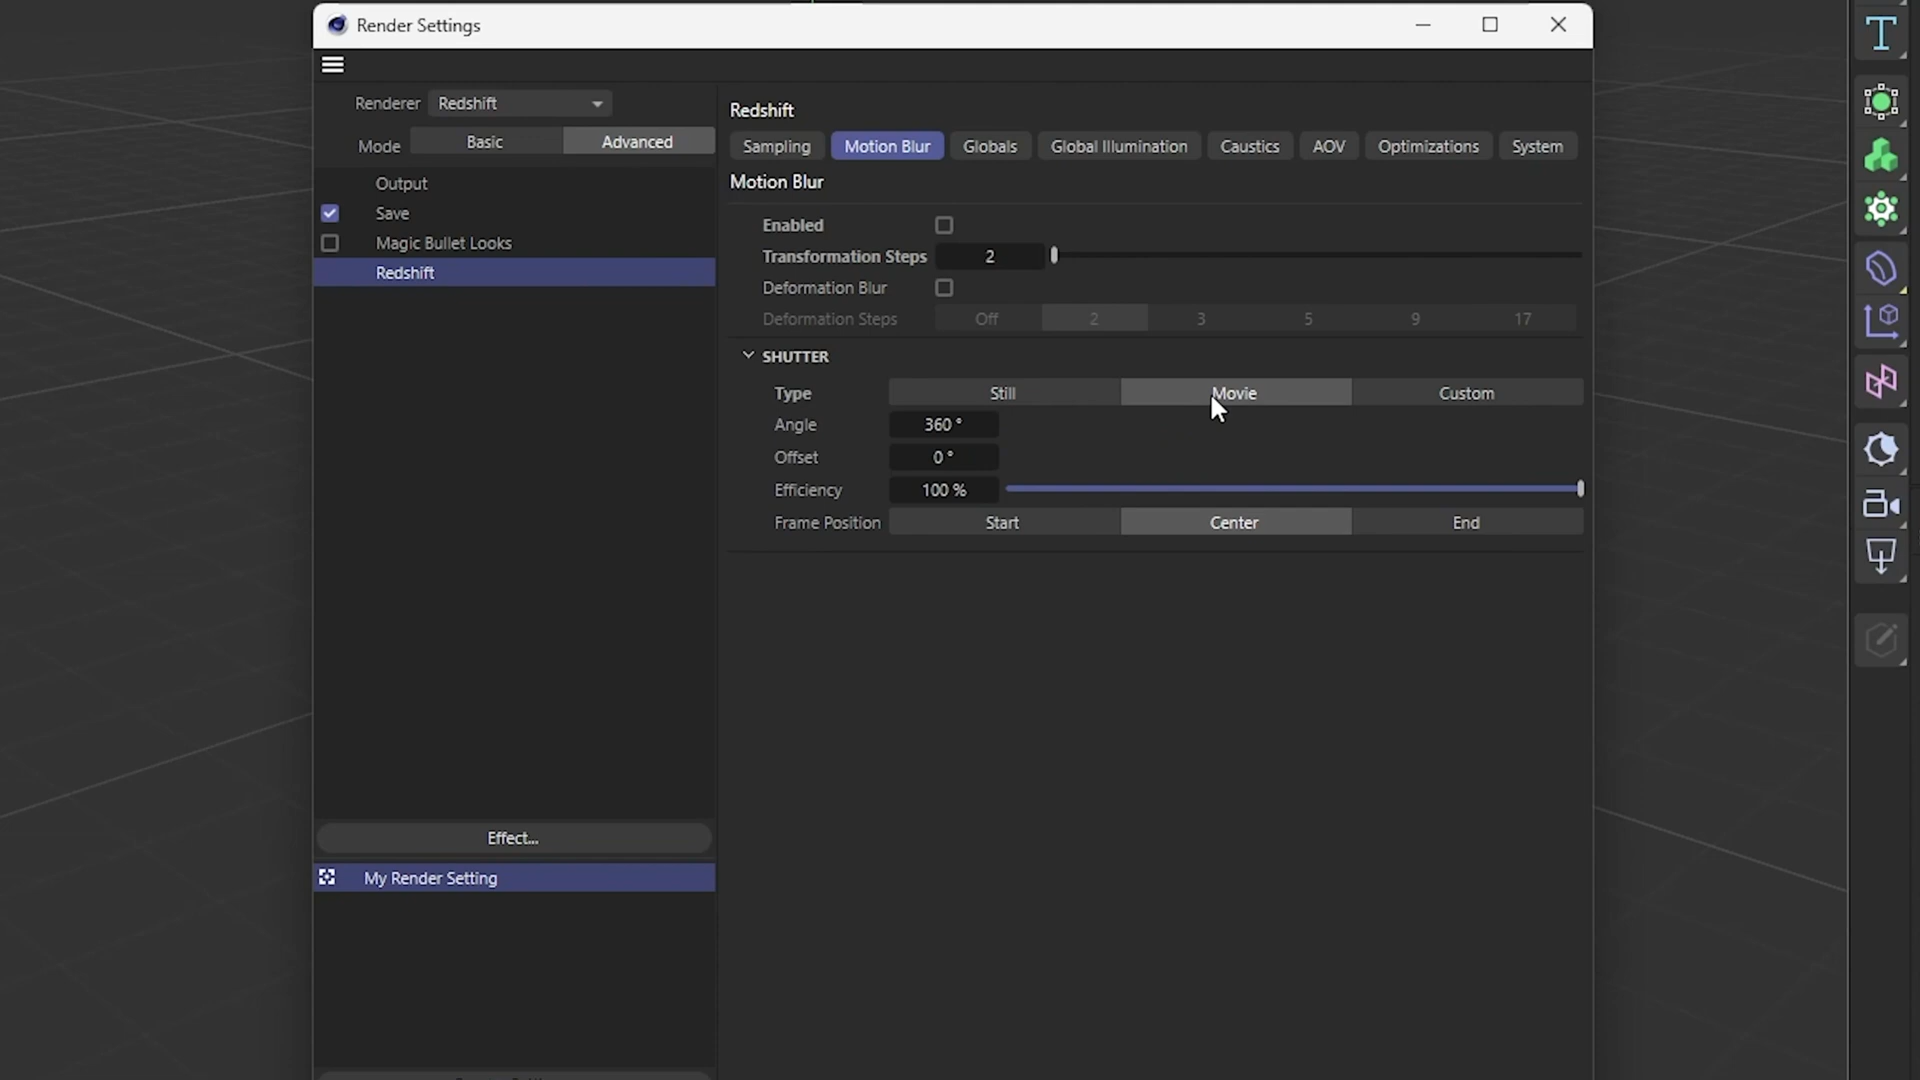 Render Settings
Renderer Redshift
Mode Basic Advanced
Output
Save
Magic Bullet Looks
Redshift
Effect...
My Render Setting
Redshift
Sampling Motion Blur Globals Global Illumination Caustics AOV Optimizations System
Motion Blur
Enabled
Transformation Steps 2
Deformation Blur
Deformation Steps Off 2 3 5 9 17
SHUTTER
Type Still Movie Custom
Angle 360 °
Offset 0 °
Efficiency 100 %
Frame Position Start Center End